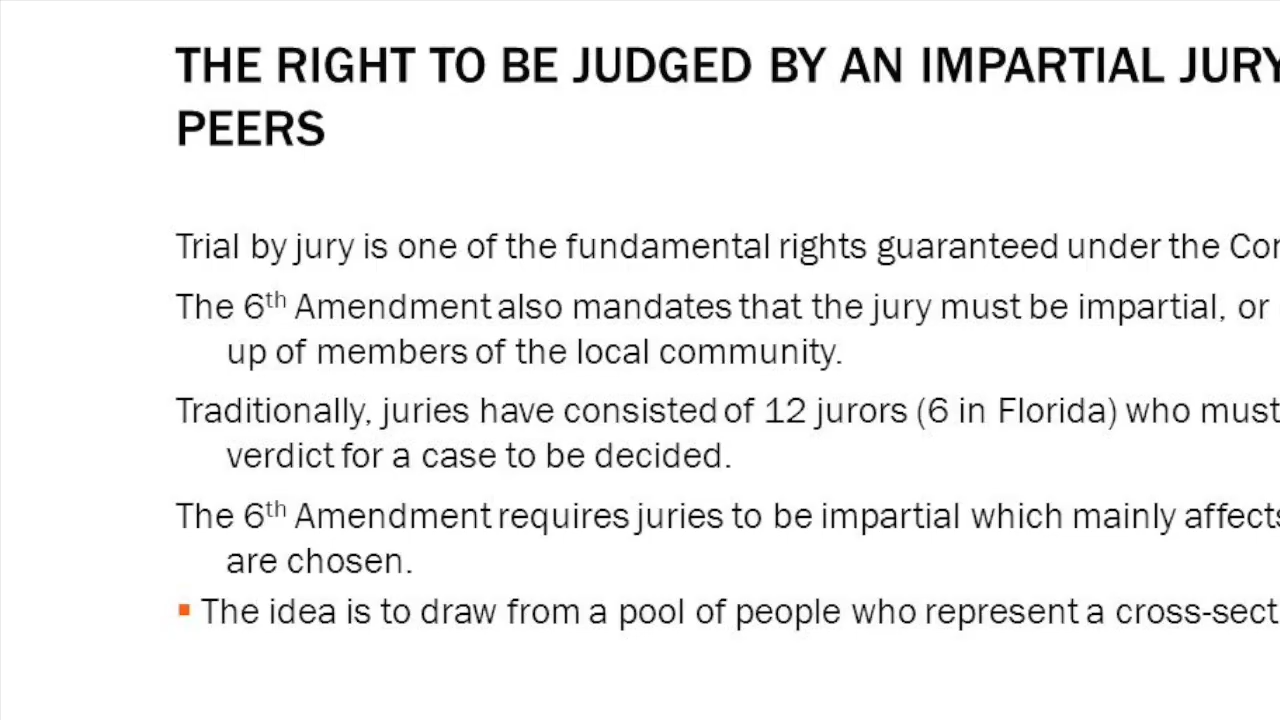 THE RIGHT TO BE JUDGED BY AN IMPARTIAL JURY
PEERS
Trial by jury is one of the fundamental rights guaranteed under the
The 6th Amendment also mandates that the jury must be impartial, or
up of members of the local community.
Traditionally, juries have consisted of 12 jurors (6 in Florida) who must
verdict for a case to be decided.
The 6th Amendment requires juries to be impartial which mainly affects
are chosen.
▪ The idea is to draw from a pool of people who represent a cross-sect